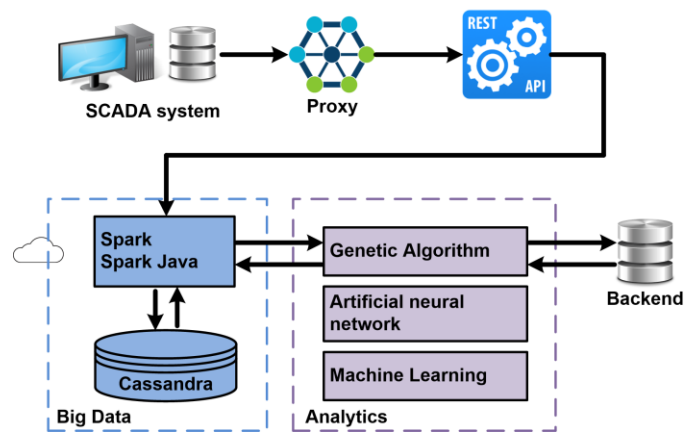 REST
API
SCADA system
Proxy
Spark
Spark Java
Genetic Algorithm
Artificial neural
network
Backend
Cassandra
Machine Learning
Big Data
Analytics